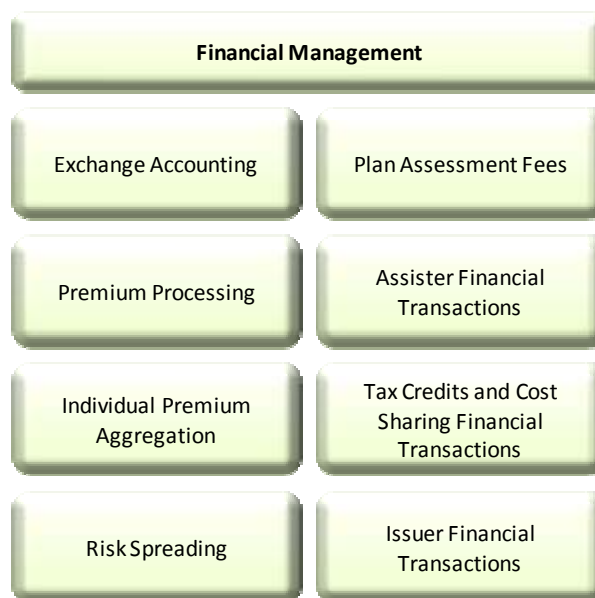 Financial Management
Exchange Accounting
Plan Assessment Fees
Premium Processing
Assister Financial
Transactions
Individual Premium
Aggregation
Tax Credits and Cost
Sharing Financial
Transactions
Risk Spreading
Issuer Financial
Transactions